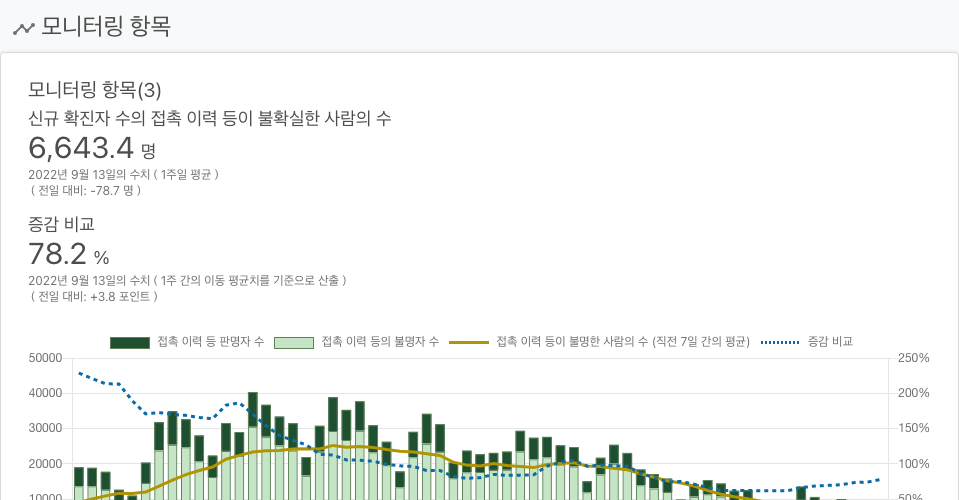 모니터링 항목
모니터링 항목(3)
신규 확진자 수의 접촉 이력 등이 불확실한 사람의 수
6,643.4 명
2022년 9월 13일의 수치 ( 1주일 평균 )
( 전일 대비: -78.7 명 )
증감 비교
78.2 %
2022년 9월 13일의 수치 ( 1주 간의 이동 평균치를 기준으로 산출 )
( 전일 대비: +3.8 포인트 )
접촉 이력 등 판명자 수 접촉 이력 등의 불명자 수 접촉 이력 등이 불명한 사람의 수 (직전 7일 간의 평균) 증감 비교
50000 250%
40000 200%
30000 150%
20000 100%
10000 50%